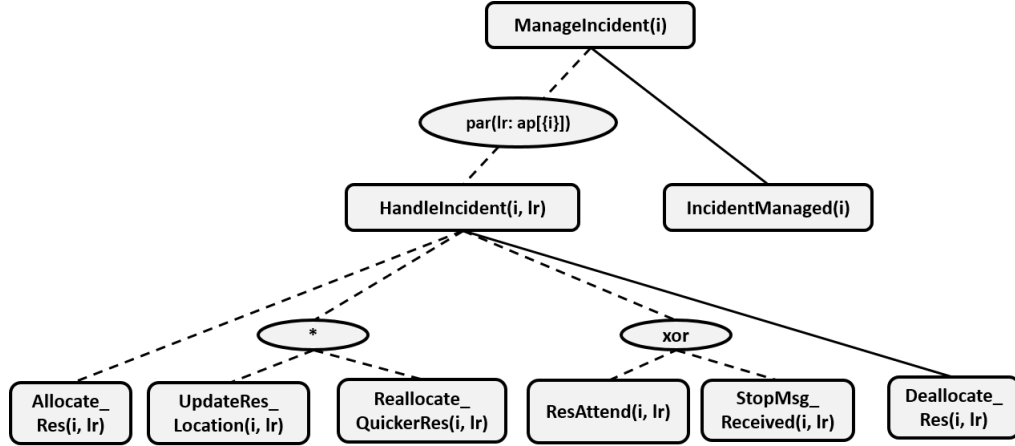 ManageIncident(i)
par(lr: ap[{i}])
HandleIncident(i, lr)
IncidentManaged(i)
*
xor
Allocate_
Res(i, lr)
UpdateRes_
Location(i, lr)
Reallocate_
QuickerRes(i, lr)
ResAttend(i, lr)
StopMsg_
Received(i, lr)
Deallocate_
Res(i, lr)